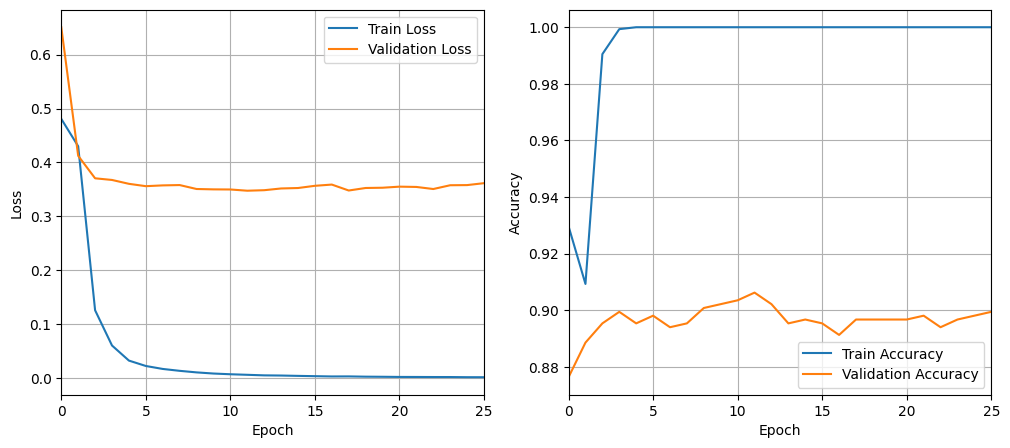 Train Loss
Validation Loss
0.6
0.5
0.4
0.3
0.2
0.1
0.0
Loss
0 5 10 15 20 25
Epoch
1.00
0.98
0.96
0.94
0.92
0.90
0.88
Accuracy
Train Accuracy
Validation Accuracy
0 5 10 15 20 25
Epoch